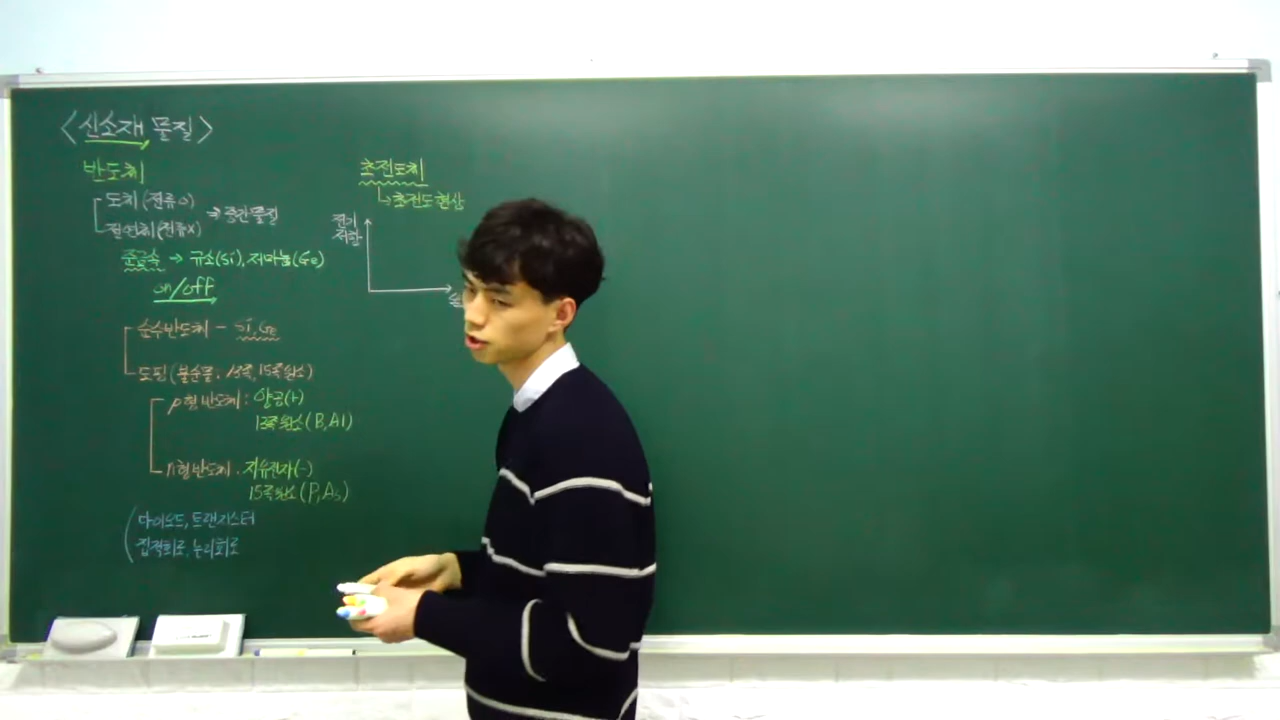 <신소재 물질>
반도체
도체(전류O)
절연체(전류X)
⇒ 중간물질
준금속 → 규소(Si), 저마늄(Ge)
on/off
순수반도체 - Si, Ge
도핑(불순물. 13족, 15족원소)
p형반도체: 양공(+)
13족원소(B, Al)
n형반도체. 자유전자(-)
15족원소(P, As)
다이오드, 트랜지스터
집적회로, 논리회로
초전도체
↳초전도현상
전기
저항